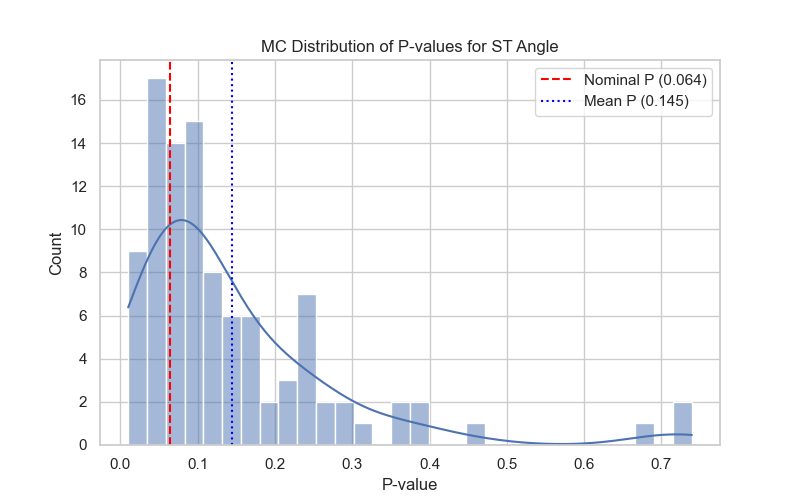 MC Distribution of P-values for ST Angle
Nominal P (0.064)
Mean P (0.145)
Count
16
14
12
10
8
6
4
2
0
0.0 0.1 0.2 0.3 0.4 0.5 0.6 0.7
P-value